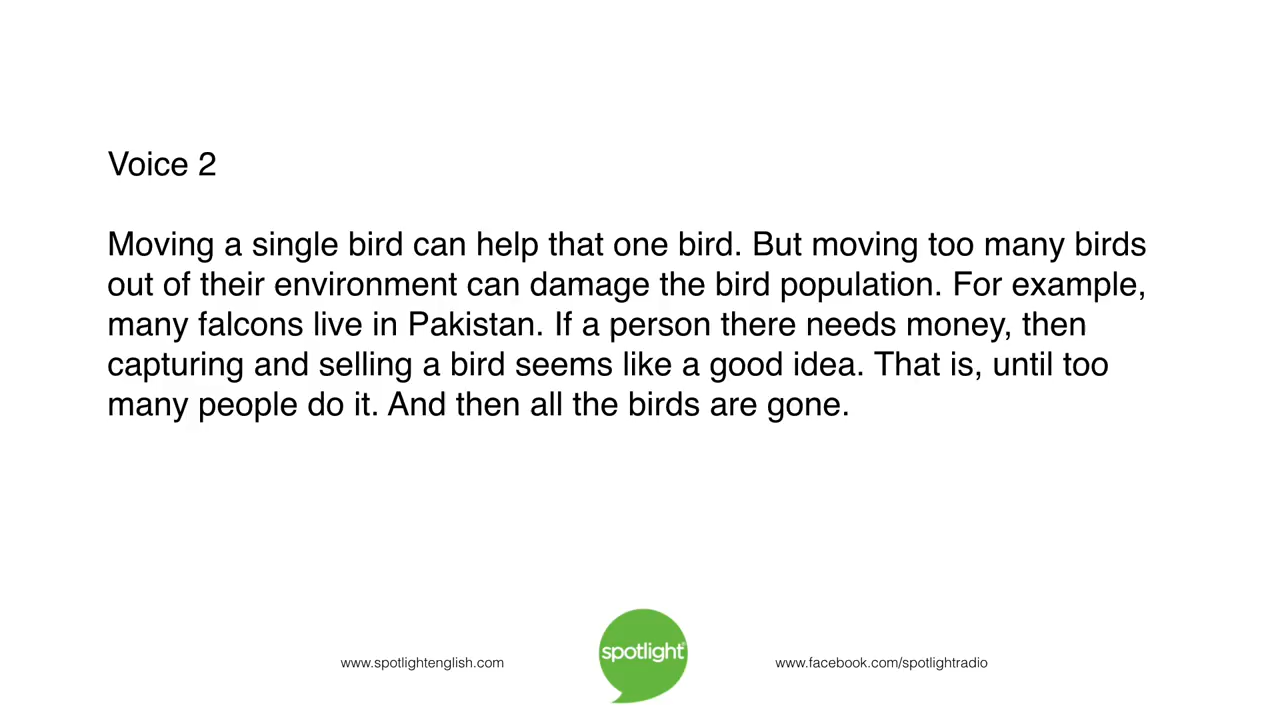 Voice 2
Moving a single bird can help that one bird. But moving too many birds
out of their environment can damage the bird population. For example,
many falcons live in Pakistan. If a person there needs money, then
capturing and selling a bird seems like a good idea. That is, until too
many people do it. And then all the birds are gone.
www.spotlightenglish.com
spotlight®
www.facebook.com/spotlightradio